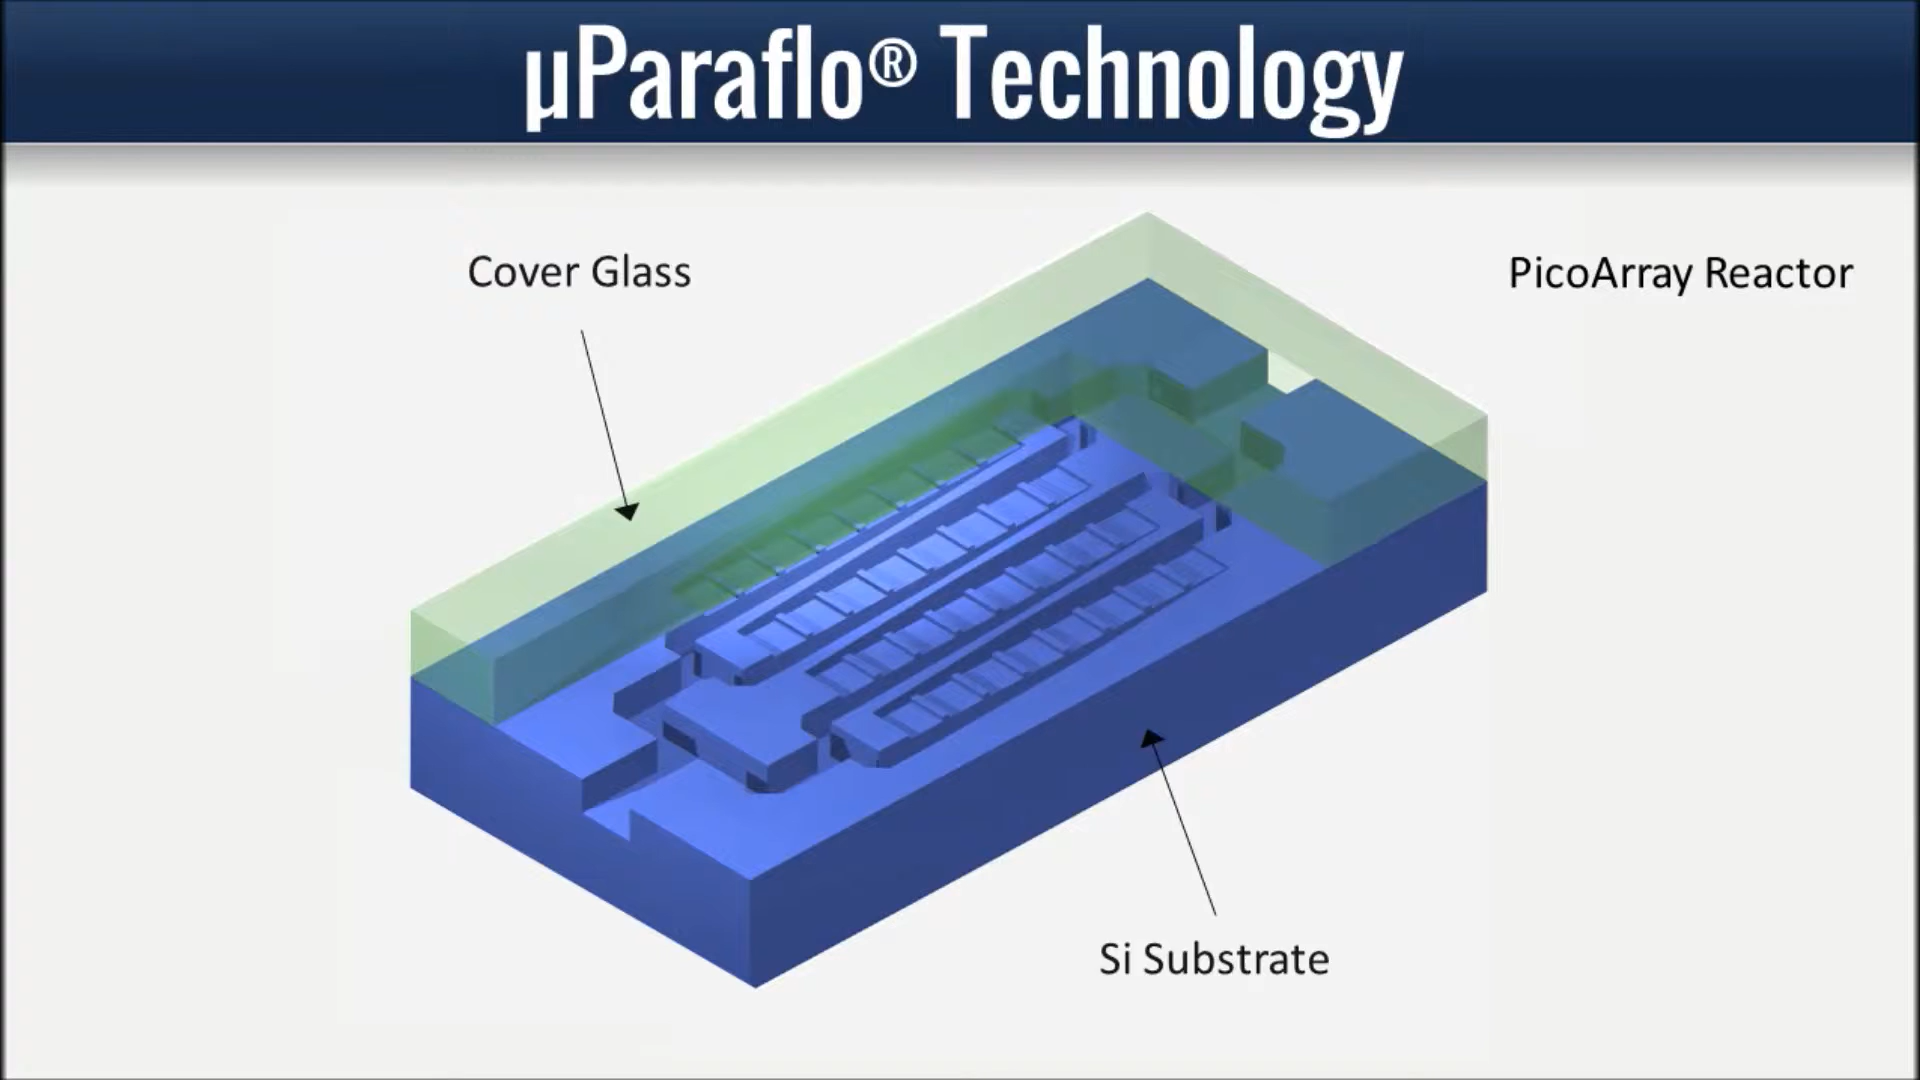 µParaflo® Technology
Cover Glass
PicoArray Reactor
Si Substrate